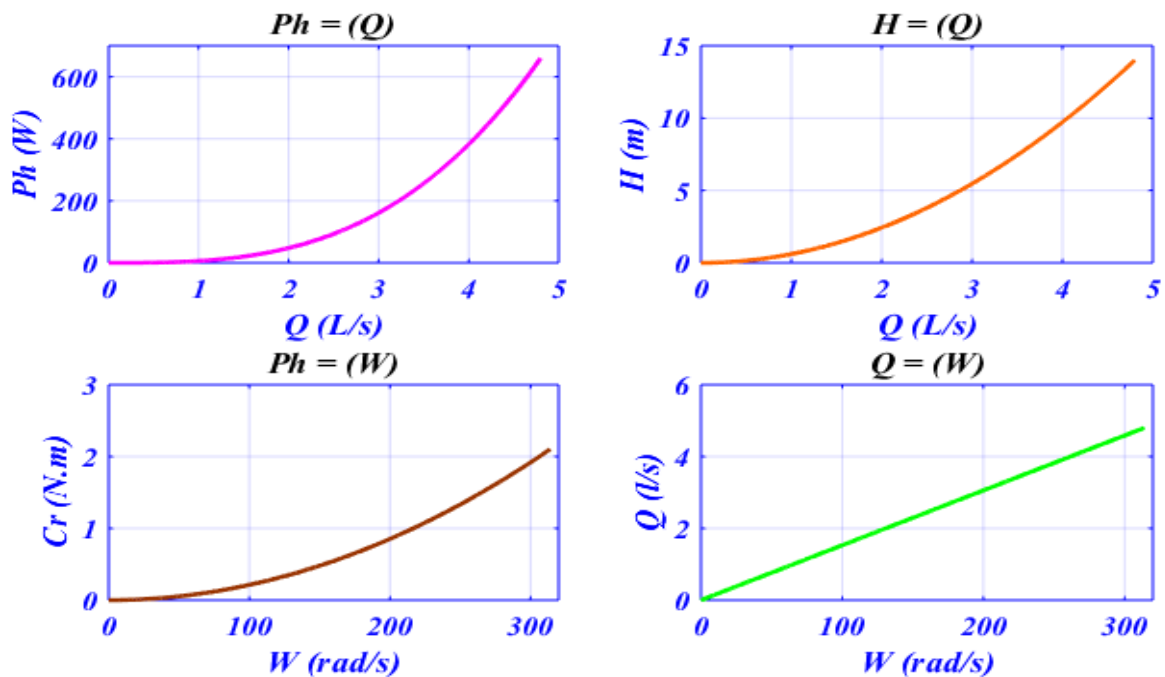 Ph = (Q)
600
400
200
0
Ph (W)
0 1 2 3 4 5
Q (L/s)
H = (Q)
15
10
5
0
H (m)
0 1 2 3 4 5
Q (L/s)
Ph = (W)
3
2
1
0
Cr (N.m)
0 100 200 300
W (rad/s)
Q = (W)
6
4
2
0
Q (l/s)
0 100 200 300
W (rad/s)